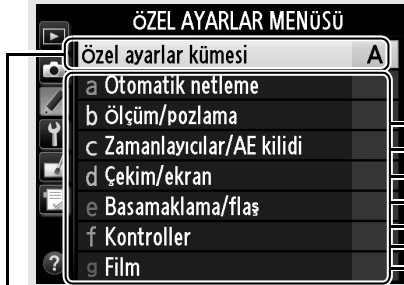 ÖZEL AYARLAR MENÜSÜ
Özel ayarlar kümesi A
a Otomatik netleme
b Ölçüm/pozlama
c Zamanlayıcılar/AE kilidi
d Çekim/ekran
e Basamaklama/flaş
f Kontroller
g Film
?